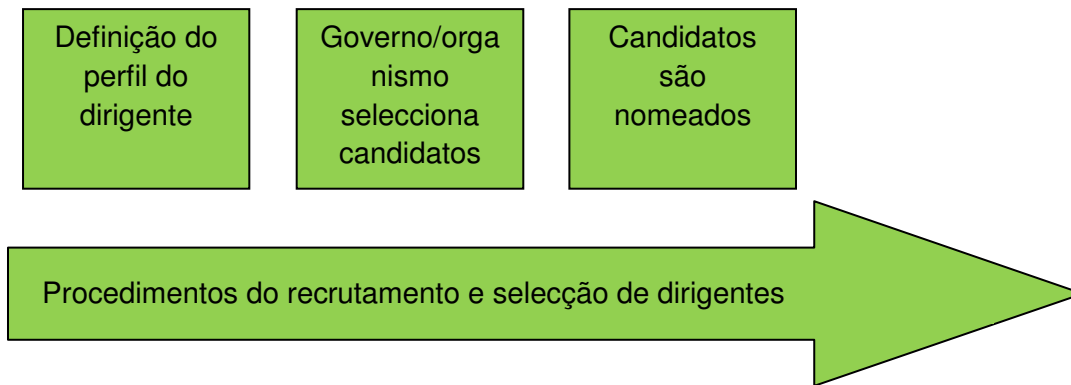 Definição do
perfil do
dirigente
Governo/orga
nismo
selecciona
candidatos
Candidatos
são
nomeados
Procedimentos do recrutamento e selecção de dirigentes